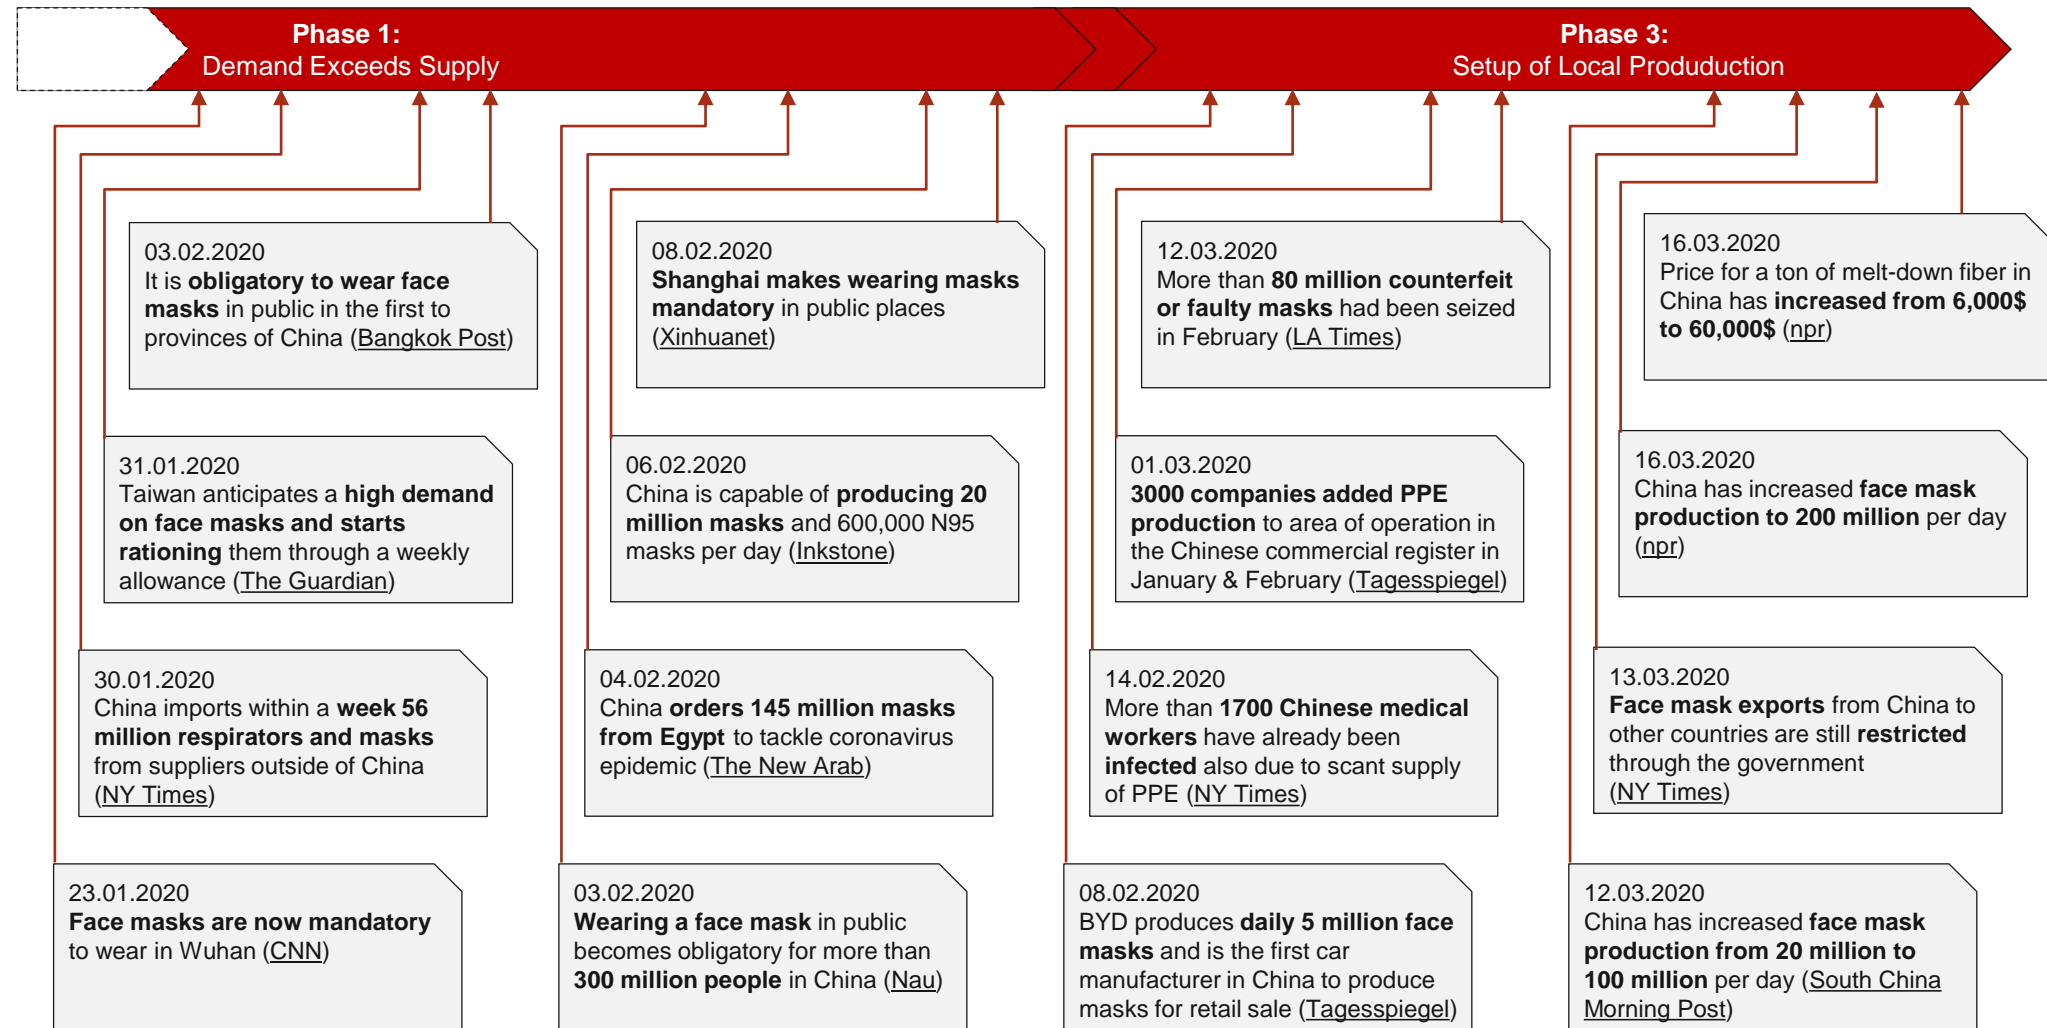 Phase 1:
Demand Exceeds Supply
Phase 3:
Setup of Local Produduction
03.02.2020
It is obligatory to wear face
masks in public in the first to
provinces of China (Bangkok Post)
31.01.2020
Taiwan anticipates a high demand
on face masks and starts
rationing them through a weekly
allowance (The Guardian)
30.01.2020
China imports within a week 56
million respirators and masks
from suppliers outside of China
(NY Times)
23.01.2020
Face masks are now mandatory
to wear in Wuhan (CNN)
08.02.2020
Shanghai makes wearing masks
mandatory in public places
(Xinhuanet)
06.02.2020
China is capable of producing 20
million masks and 600,000 N95
masks per day (Inkstone)
04.02.2020
China orders 145 million masks
from Egypt to tackle coronavirus
epidemic (The New Arab)
03.02.2020
Wearing a face mask in public
becomes obligatory for more than
300 million people in China (Nau)
12.03.2020
More than 80 million counterfeit
or faulty masks had been seized
in February (LA Times)
01.03.2020
3000 companies added PPE
production to area of operation in
the Chinese commercial register in
January & February (Tagesspiegel)
14.02.2020
More than 1700 Chinese medical
workers have already been
infected also due to scant supply
of PPE (NY Times)
08.02.2020
BYD produces daily 5 million face
masks and is the first car
manufacturer in China to produce
masks for retail sale (Tagesspiegel)
16.03.2020
Price for a ton of melt-down fiber in
China has increased from 6,000$
to 60,000$ (npr)
16.03.2020
China has increased face mask
production to 200 million per day
(npr)
13.03.2020
Face mask exports from China to
other countries are still restricted
through the government
(NY Times)
12.03.2020
China has increased face mask
production from 20 million to
100 million per day (South China
Morning Post)